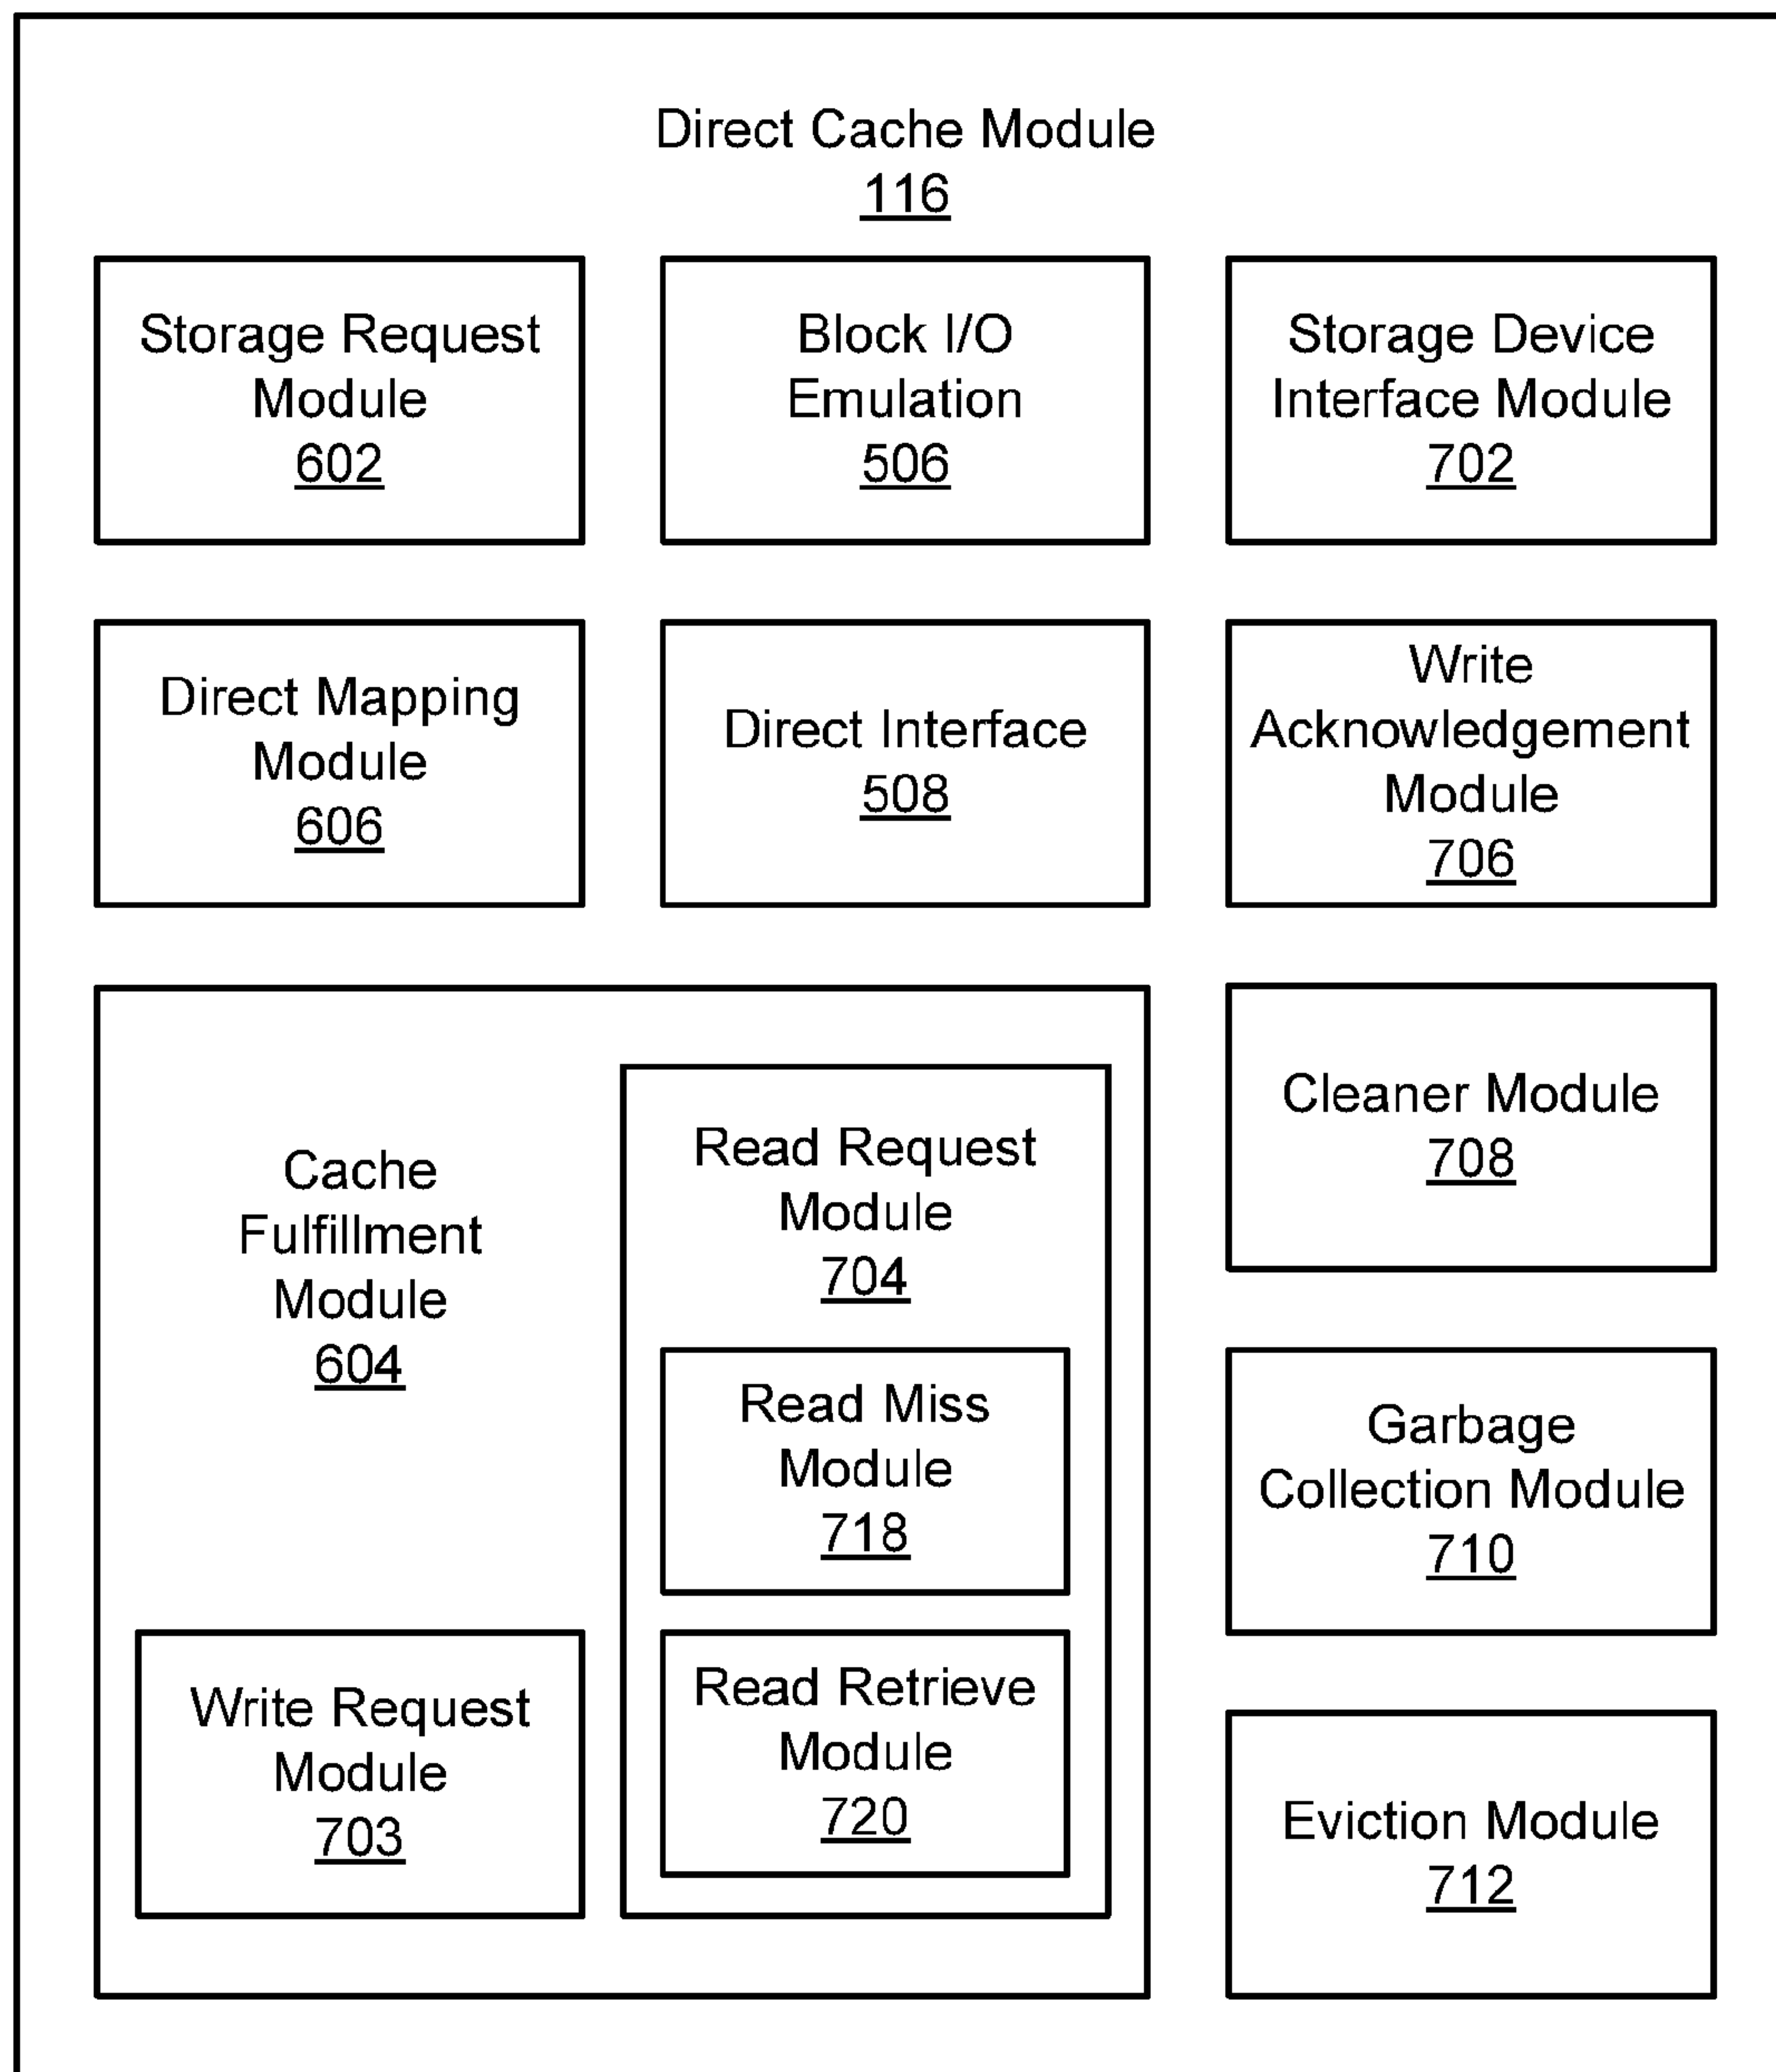 Direct Cache Module
116
Storage Request
Module
602
Block I/O
Emulation
506
Storage Device
Interface Module
702
Direct Mapping
Module
606
Direct Interface
508
Write
Acknowledgement
Module
706
Cache
Fulfillment
Module
604
Read Request
Module
704
Read Miss
Module
718
Read Retrieve
Module
720
Write Request
Module
703
Cleaner Module
708
Garbage
Collection Module
710
Eviction Module
712